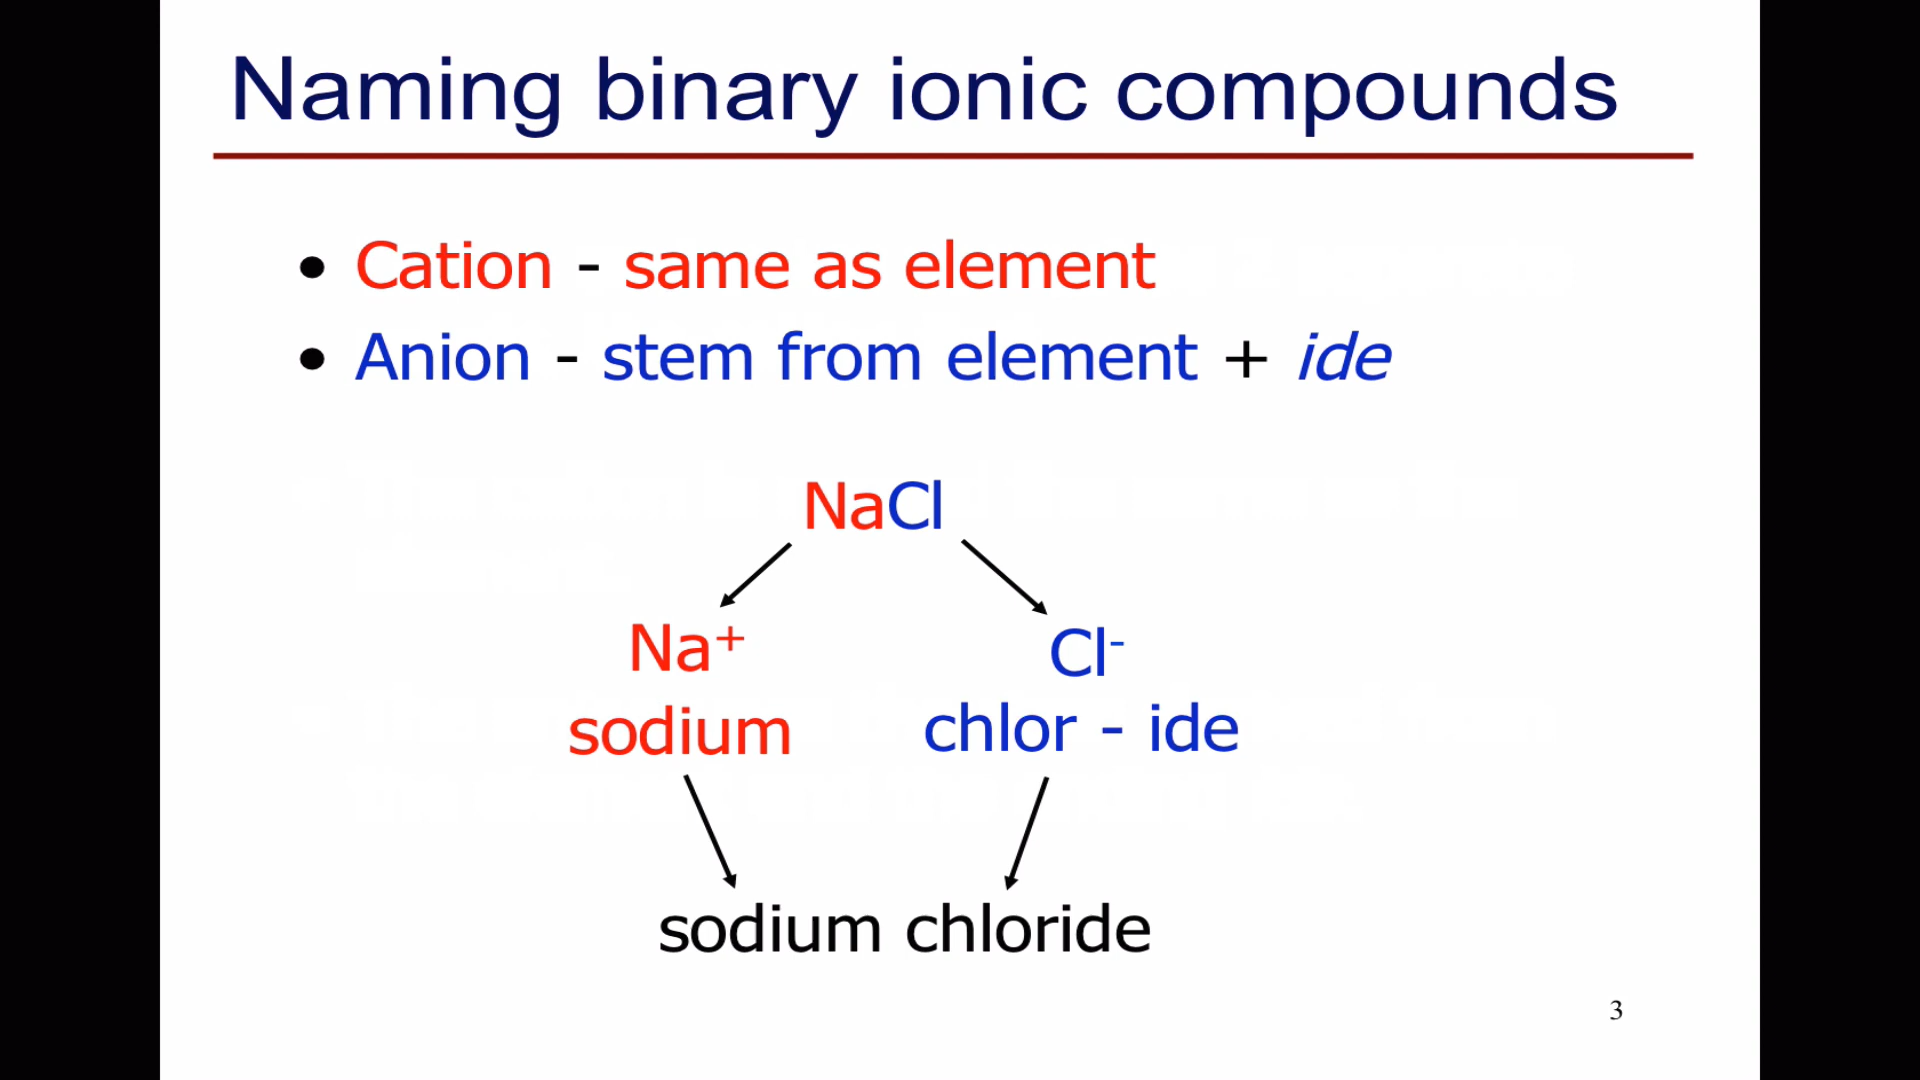 Naming binary ionic compounds
• Cation - same as element
• Anion - stem from element + ide
NaCl
Na⁺ Cl⁻
sodium chlor - ide
sodium chloride
3